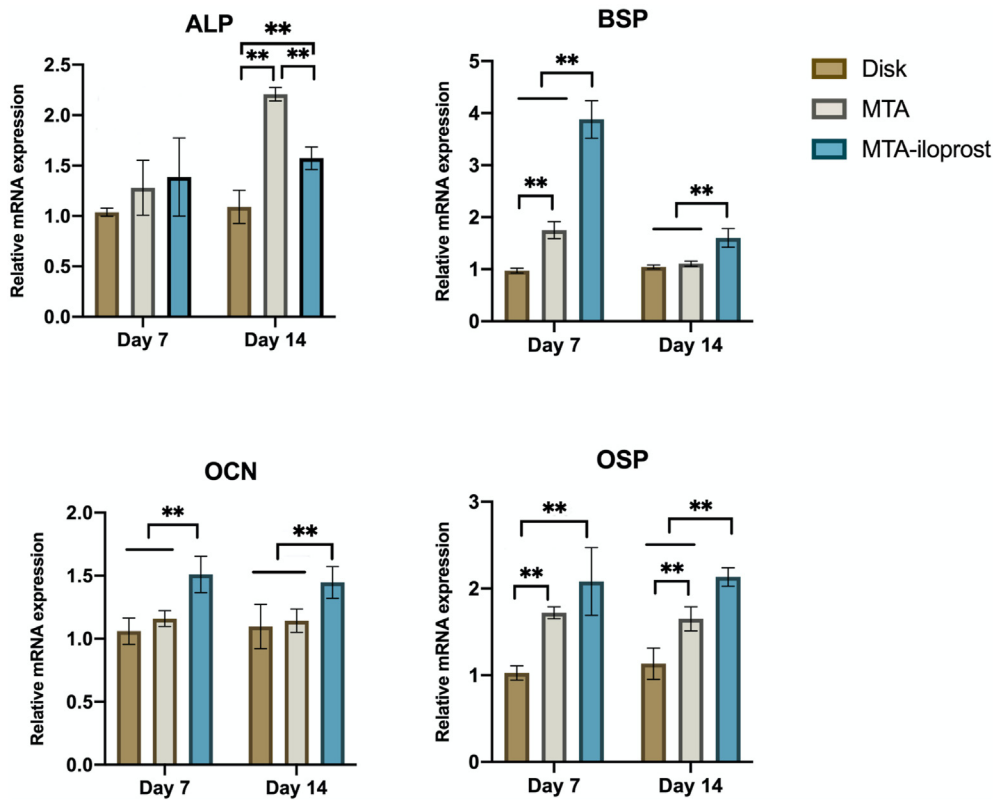 ALP
Relative mRNA expression
2.5
2.0
1.5
1.0
0.5
0.0
**
** **
Day 7 Day 14
BSP
Relative mRNA expression
5
4
3
2
1
0
**
**
**
Day 7 Day 14
Disk
MTA
MTA-iloprost
OCN
Relative mRNA expression
2.0
1.5
1.0
0.5
0.0
**
**
Day 7 Day 14
OSP
Relative mRNA expression
3
2
1
0
**
**
**
**
Day 7 Day 14